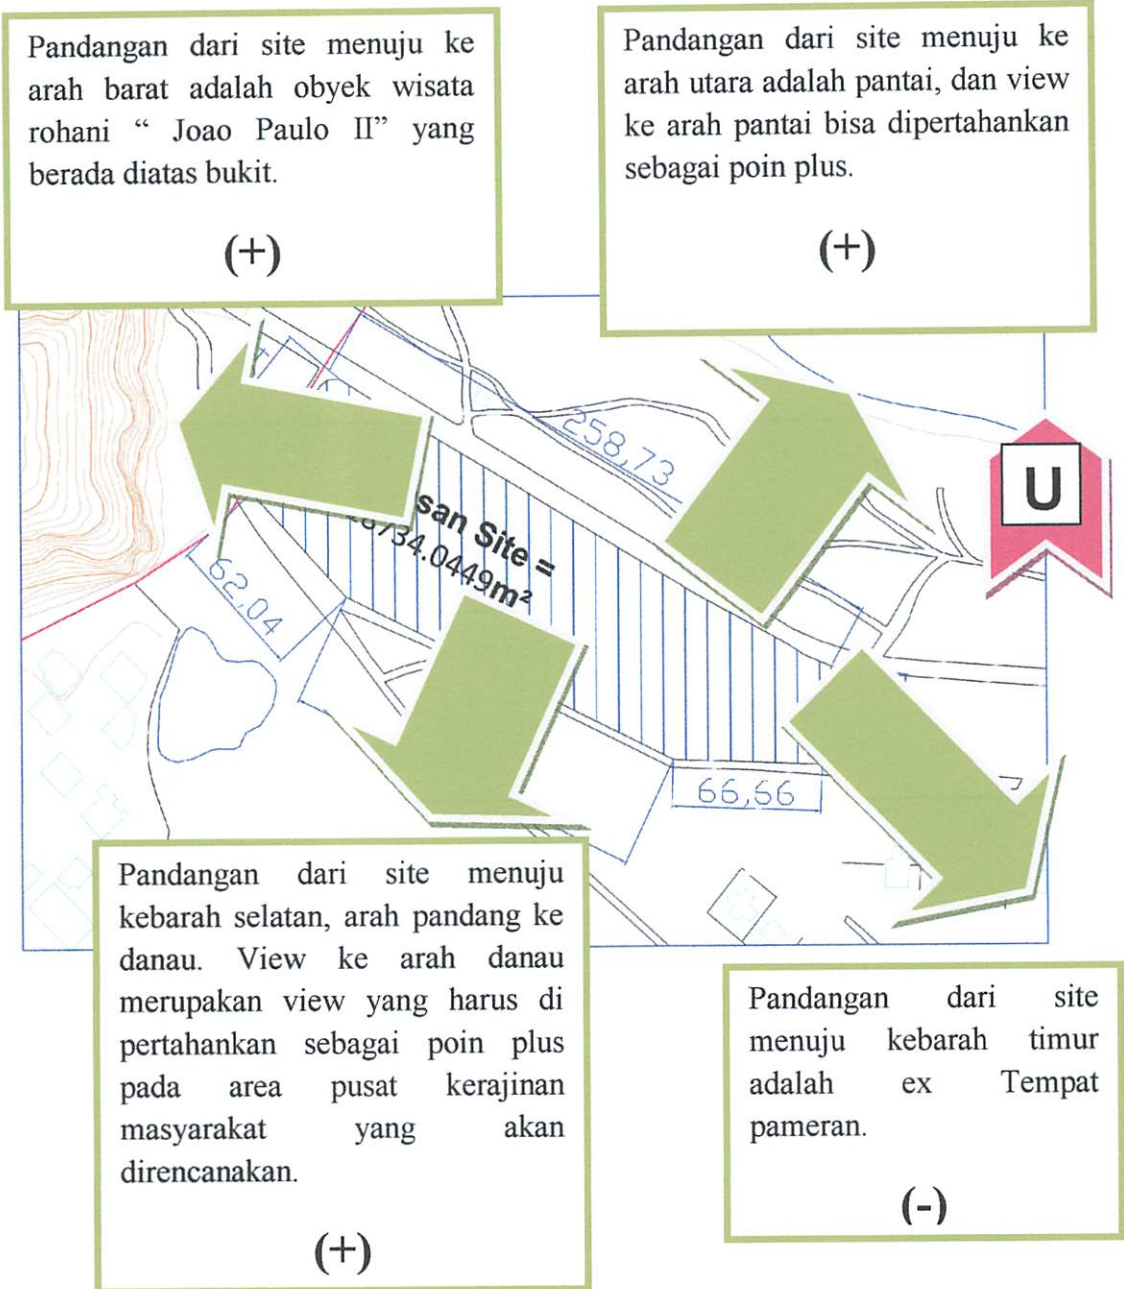 Pandangan dari site menuju ke
arah barat adalah obyek wisata
rohani “ Joao Paulo II” yang
berada diatas bukit.
(+)
Pandangan dari site menuju ke
arah utara adalah pantai, dan view
ke arah pantai bisa dipertahankan
sebagai poin plus.
(+)
258,73
U
san Site =
734.0449m²
62,04
66,66
Pandangan dari site menuju
kebarah selatan, arah pandang ke
danau. View ke arah danau
merupakan view yang harus di
pertahankan sebagai poin plus
pada area pusat kerajinan
masyarakat yang akan
direncanakan.
(+)
Pandangan dari site
menuju kebarah timur
adalah ex Tempat
pameran.
(-)